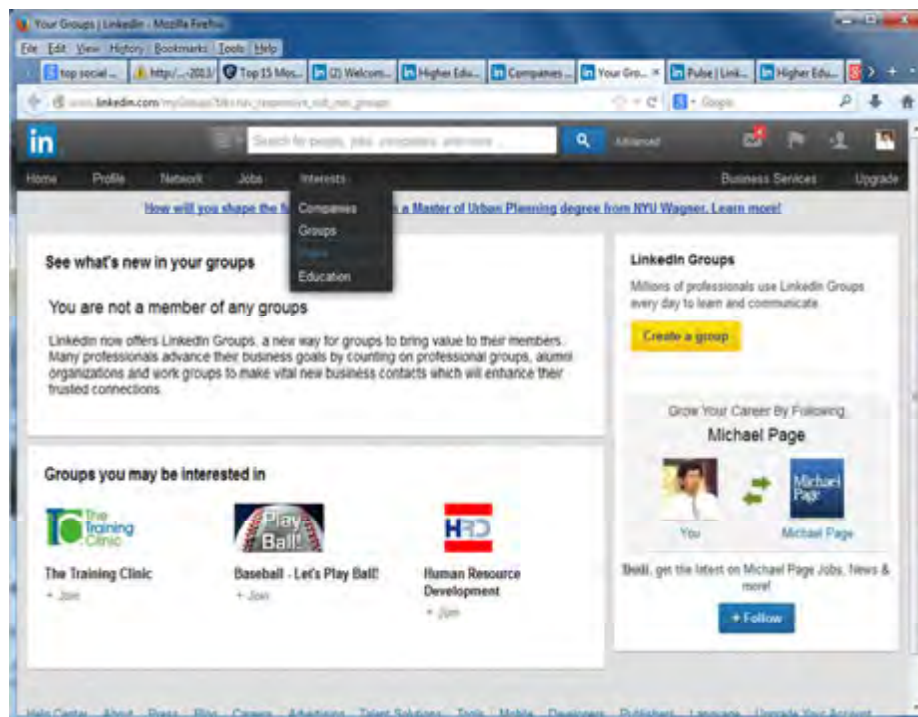 Your Groups | LinkedIn - Mozilla Firefox
File Edit View History Bookmarks Tools Help
top social ... http:/...-2013/ Top 15 Mos... (2) Welcom... Higher Edu... Companies ... Your Gro... × Pulse | Link... Higher Edu...
linkedin.com Google
in Search for people, jobs, companies, and more... Advanced
Home Profile Network Jobs Interests Business Services Upgrade
How will you shape the a Master of Urban Planning degree from NYU Wagner. Learn more!
Companies
Groups
Education
See what's new in your groups
You are not a member of any groups
LinkedIn now offers LinkedIn Groups, a new way for groups to bring value to their members.
Many professionals advance their business goals by counting on professional groups, alumni
organizations and work groups to make vital new business contacts which will enhance their
trusted connections.
LinkedIn Groups
Millions of professionals use LinkedIn Groups
every day to learn and communicate.
Create a group
Grow Your Career By Following
Michael Page
Michael
Page
You Michael Page
get the latest on Michael Page Jobs, News &
more!
+ Follow
Groups you may be interested in
The
Training
Clinic
Play
Ball!
HRD
The Training Clinic
+ Join
Baseball - Let's Play Ball!
+ Join
Human Resource
Development
+ Join
Help Center About Press Blog Careers Advertising Talent Solutions Tools Mobile Developers Publishers Language Upgrade Your Account